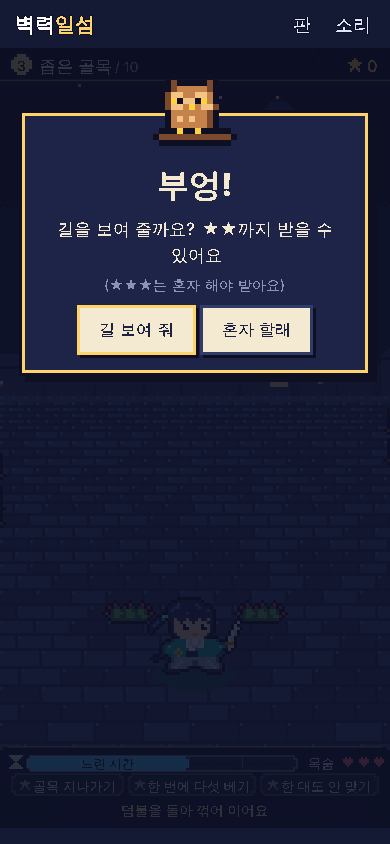 벽력일섬 판 소리
3 좁은 골목 / 10 ★ 0
부엉!
길을 보여 줄까요? ★★까지 받을 수
있어요
(★★★는 혼자 해야 받아요)
길 보여 줘 혼자 할래
느린 시간 목숨
★골목 지나가기 ★한 번에 다섯 베기 ★한 대도 안 맞기
덤불을 돌아 꺾어 이어요